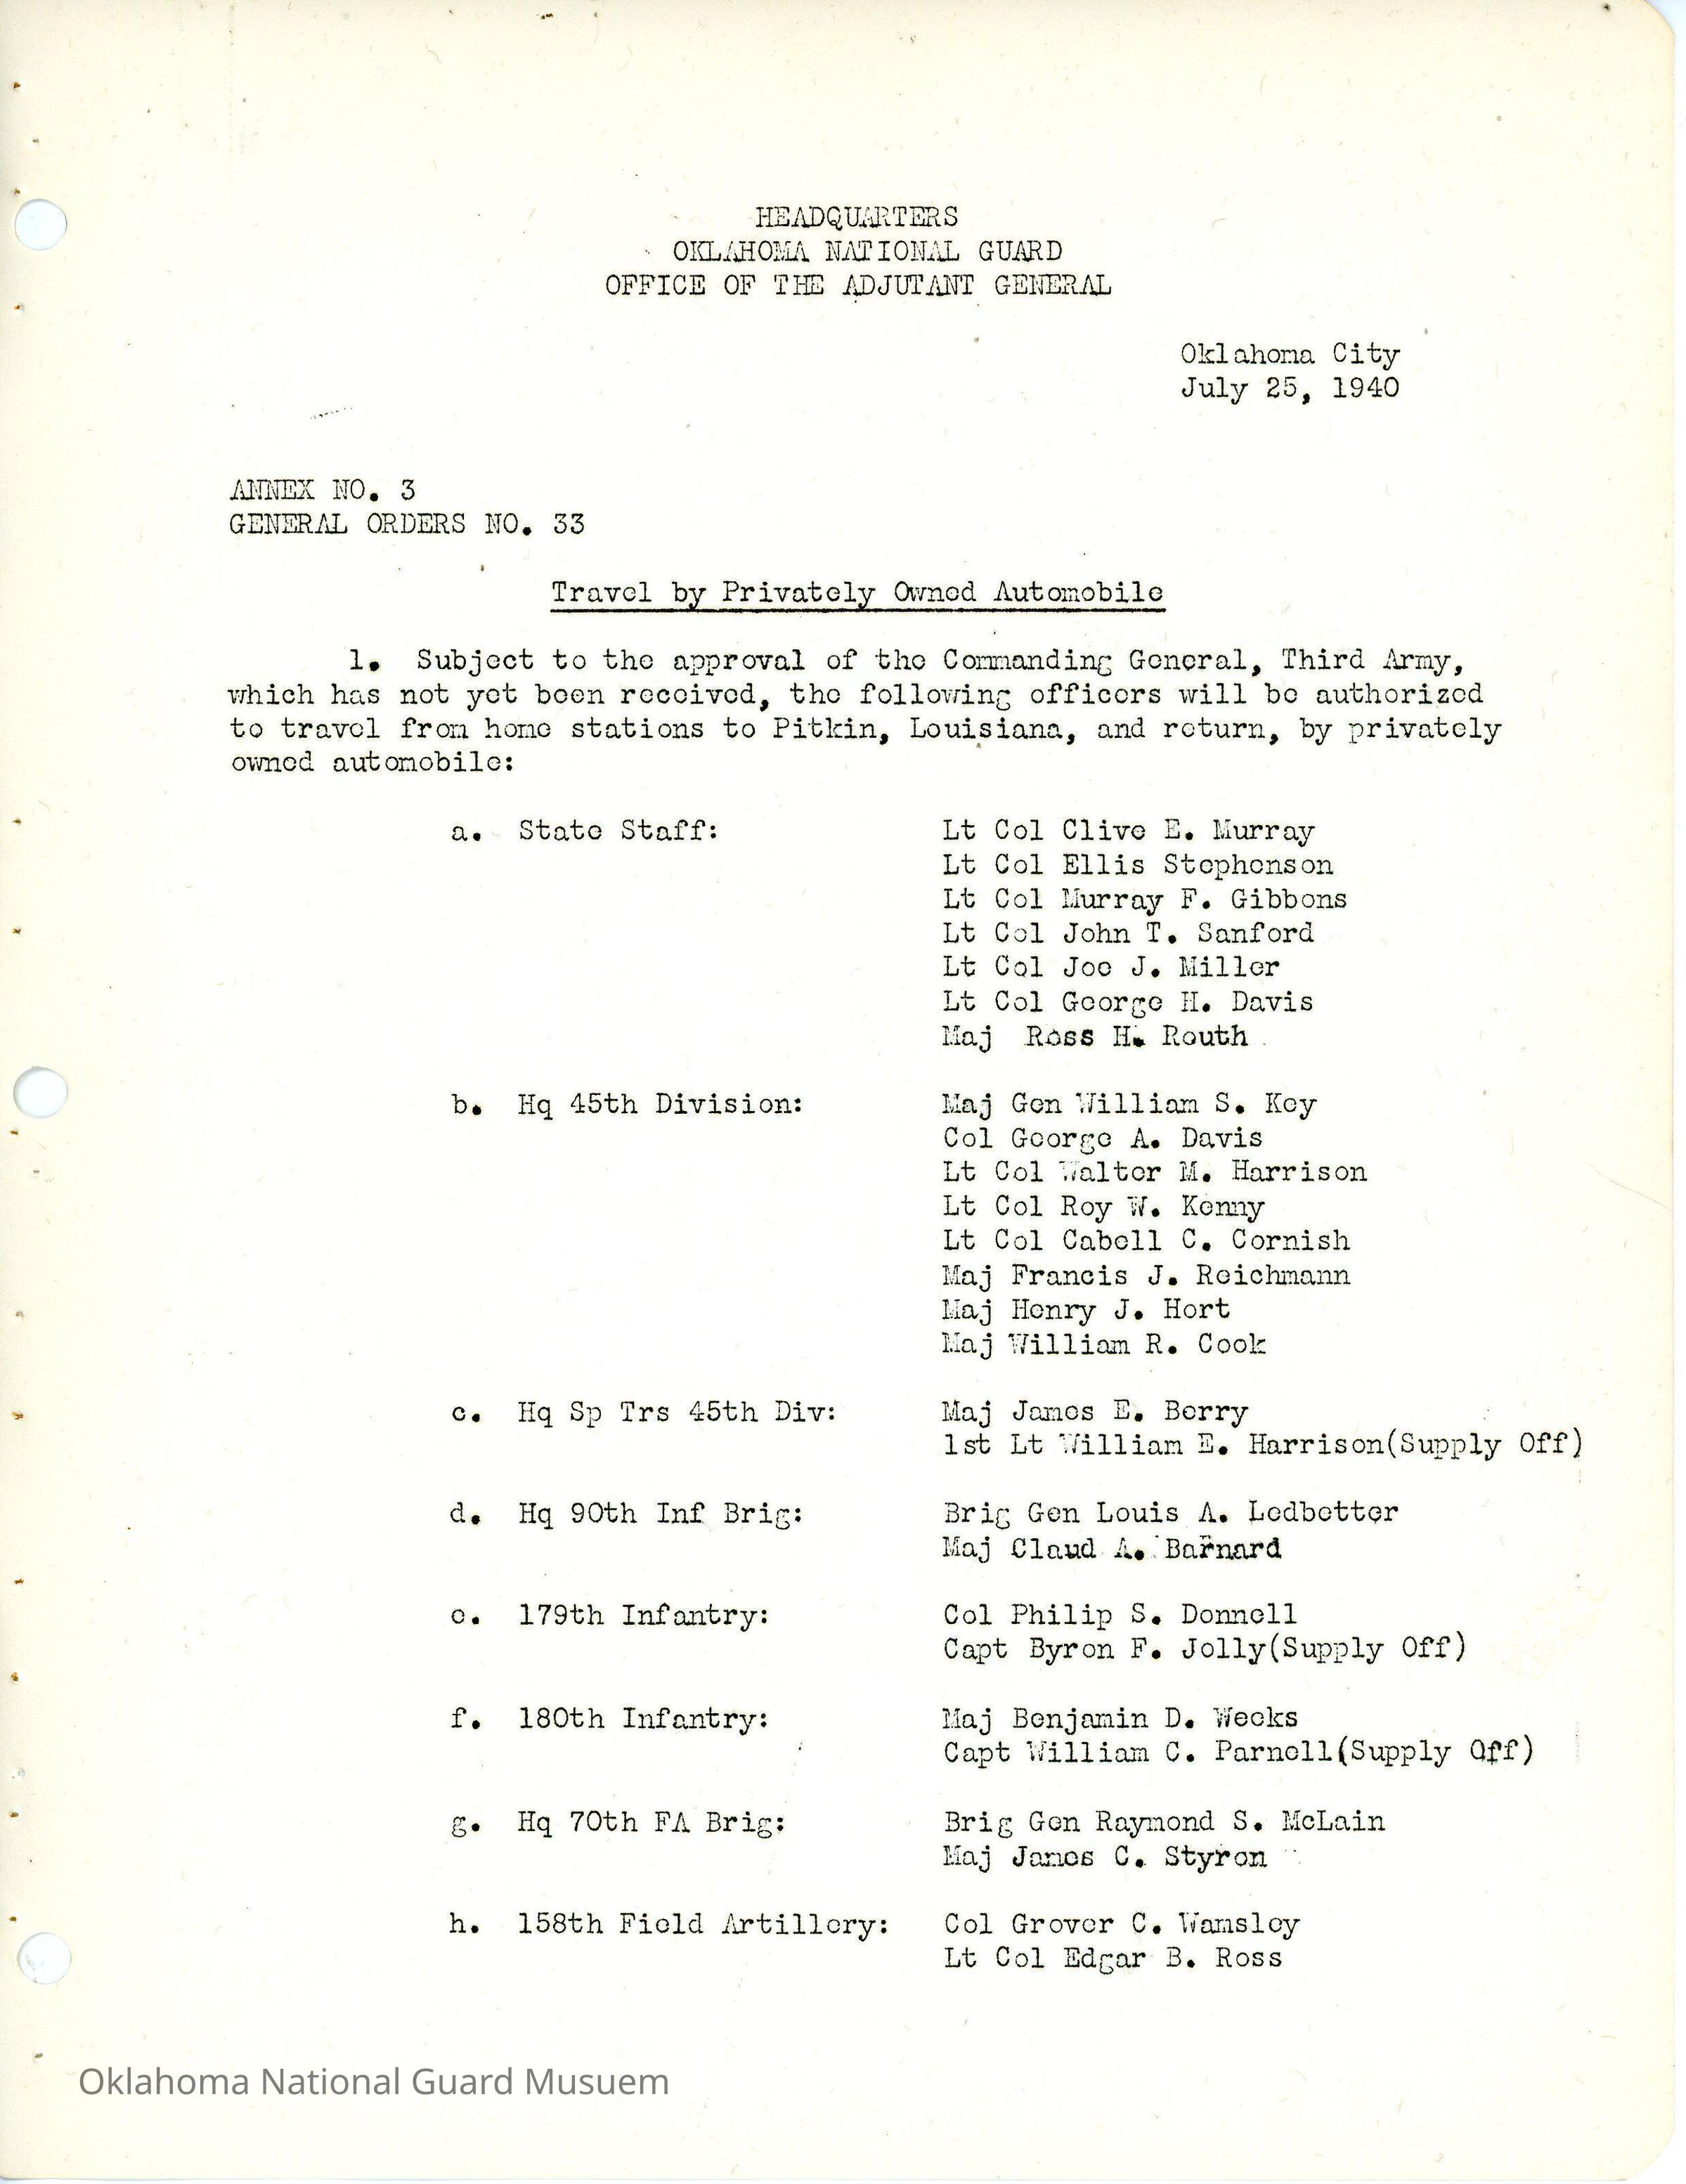 HEADQUARTERS
OKLAHOMA NATIONAL GUARD
OFFICE OF THE ADJUTANT GENERAL
Oklahoma City
July 25, 1940
ANNEX NO. 3
GENERAL ORDERS NO. 33
Travel by Privately Owned Automobile
1. Subject to the approval of the Commanding General, Third Army,
which has not yet been received, the following officers will be authorized
to travel from home stations to Pitkin, Louisiana, and return, by privately
owned automobile:
a. State Staff: Lt Col Clive E. Murray
Lt Col Ellis Stephenson
Lt Col Murray F. Gibbons
Lt Col John T. Sanford
Lt Col Joe J. Miller
Lt Col George H. Davis
Maj Ross H. Routh
b. Hq 45th Division: Maj Gen William S. Key
Col George A. Davis
Lt Col Walter M. Harrison
Lt Col Roy W. Kenny
Lt Col Cabell C. Cornish
Maj Francis J. Reichmann
Maj Henry J. Hort
Maj William R. Cook
c. Hq Sp Trs 45th Div: Maj James E. Berry
1st Lt William E. Harrison(Supply Off)
d. Hq 90th Inf Brig: Brig Gen Louis A. Ledbetter
Maj Claud A. Barnard
e. 179th Infantry: Col Philip S. Donnell
Capt Byron F. Jolly(Supply Off)
f. 180th Infantry: Maj Benjamin D. Weeks
Capt William C. Parnell(Supply Off)
g. Hq 70th FA Brig: Brig Gen Raymond S. McLain
Maj James C. Styron
h. 158th Field Artillery: Col Grover C. Wamsley
Lt Col Edgar B. Ross
Oklahoma National Guard Musuem